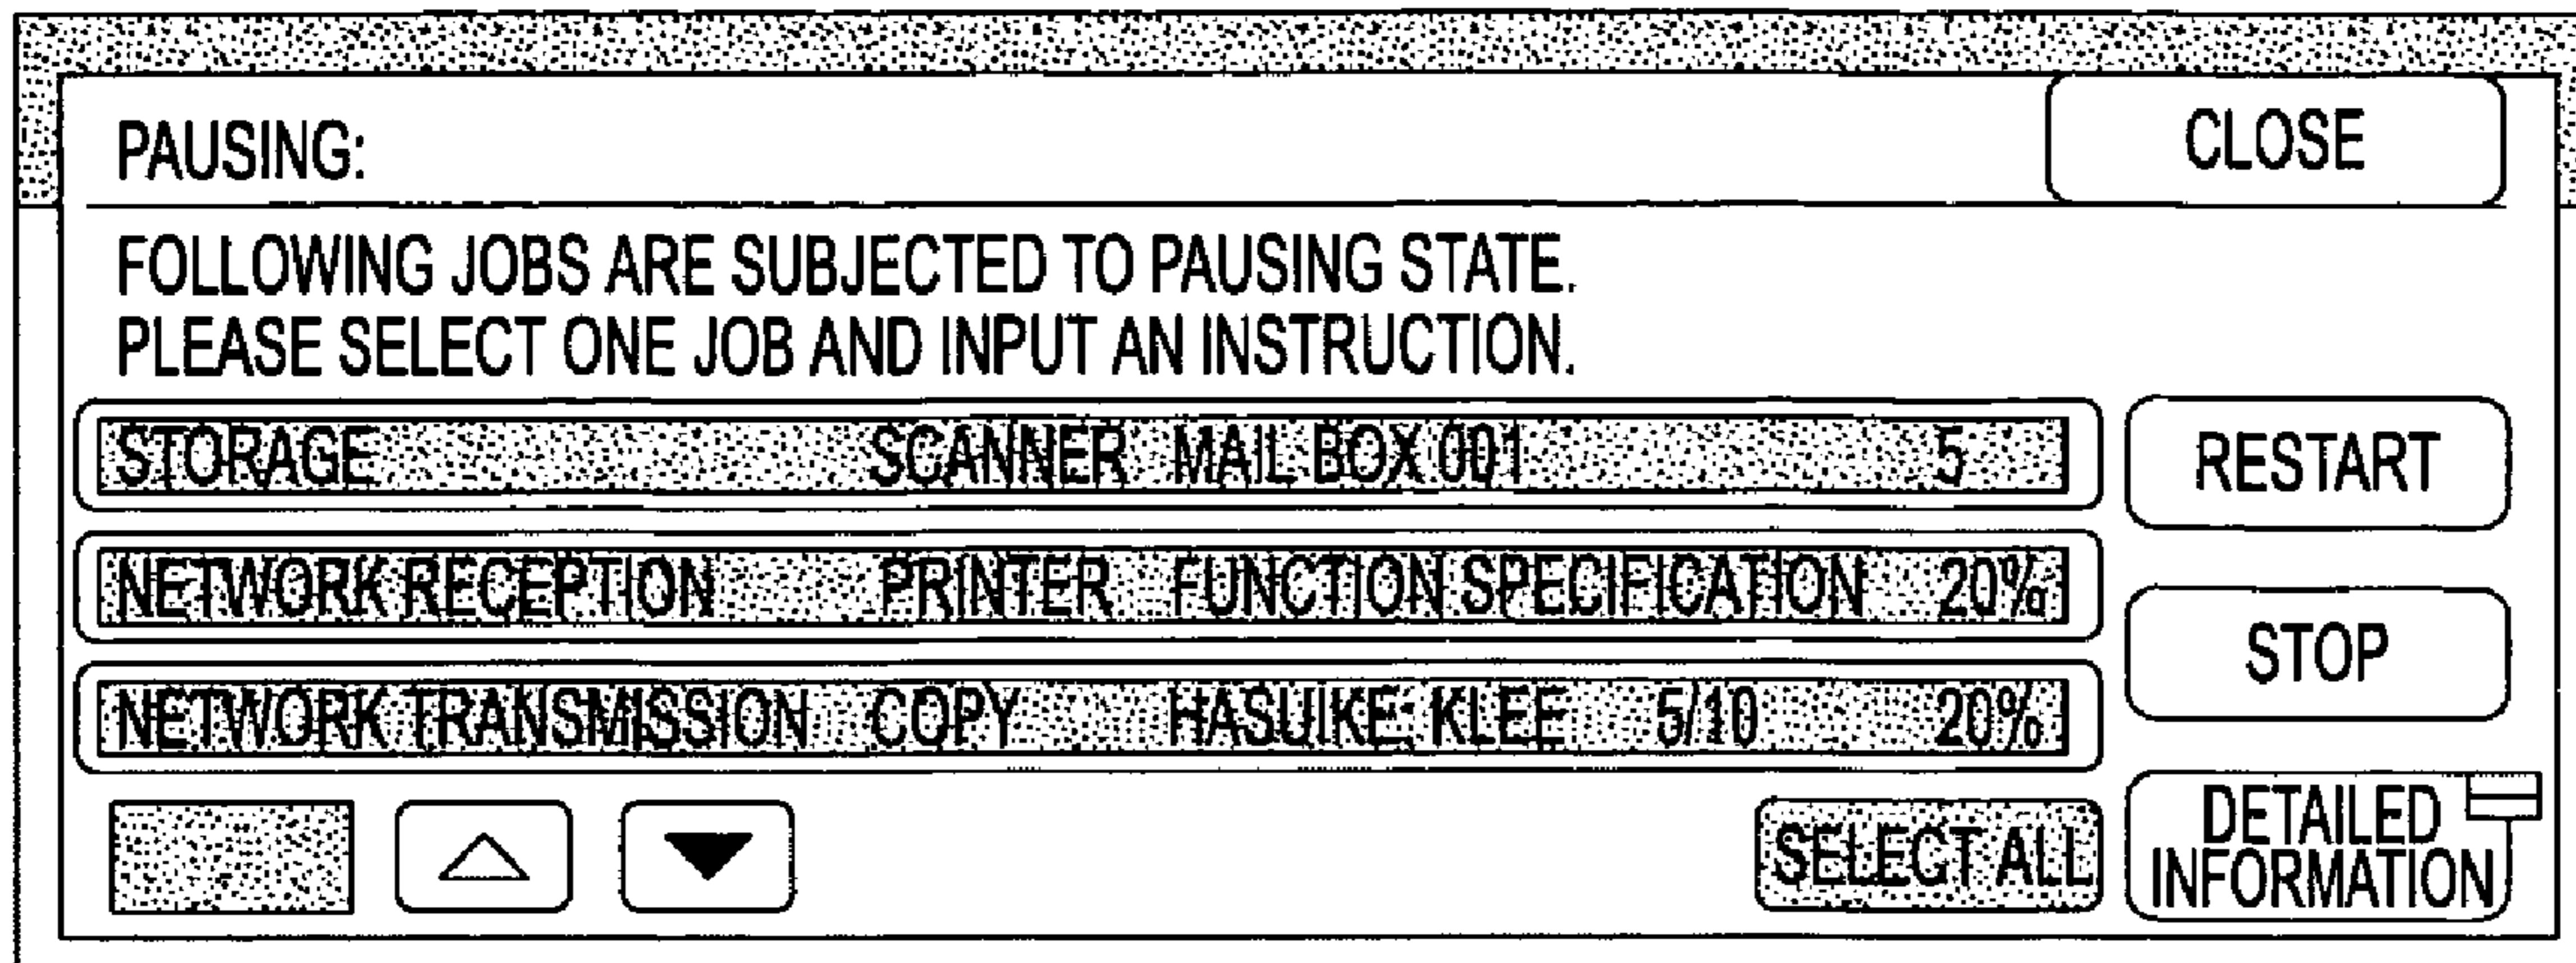 PAUSING: CLOSE
FOLLOWING JOBS ARE SUBJECTED TO PAUSING STATE.
PLEASE SELECT ONE JOB AND INPUT AN INSTRUCTION.
STORAGE SCANNER MAIL BOX 001 5
RESTART
NETWORK RECEPTION PRINTER FUNCTION SPECIFICATION 20%
STOP
NETWORK TRANSMISSION COPY HASUIKE, KLEE 5/10 20%
SELECT ALL
DETAILED
INFORMATION